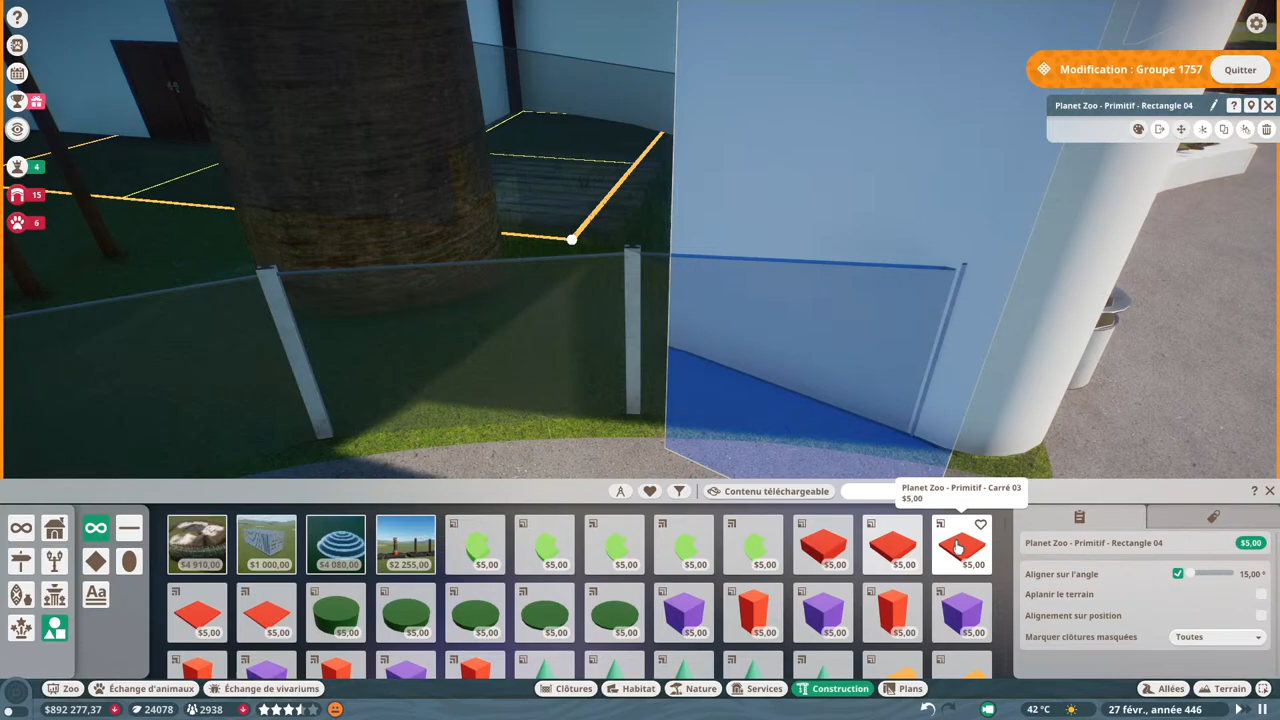 Modification : Groupe 1757
Quitter
Planet Zoo - Primitif - Rectangle 04
?
4
15
6
Contenu téléchargeable
Planet Zoo - Primitif - Carré 03
$5,00
?
$4 910,00
$1 000,00
$4 080,00
$2 255,00
$5,00
$5,00
$5,00
$5,00
$5,00
$5,00
$5,00
$5,00
Aa
$5,00
$5,00
$5,00
$5,00
$5,00
$5,00
$5,00
$5,00
$5,00
$5,00
$5,00
$5,00
Planet Zoo - Primitif - Rectangle 04
$5,00
Aligner sur l'angle
15,00 °
Aplanir le terrain
Alignement sur position
Marquer clôtures masquées
Toutes
Zoo
Échange d'animaux
Échange de vivariums
Clôtures
Habitat
Nature
Services
Construction
Plans
Allées
Terrain
$892 277,37
24078
2938
42 °C
27 févr., année 446